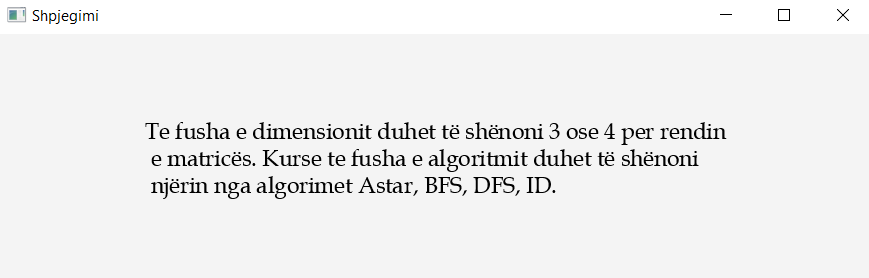 Shpjegimi
Te fusha e dimensionit duhet të shënoni 3 ose 4 per rendin
e matricës. Kurse te fusha e algoritmit duhet të shënoni
njërin nga algorimet Astar, BFS, DFS, ID.